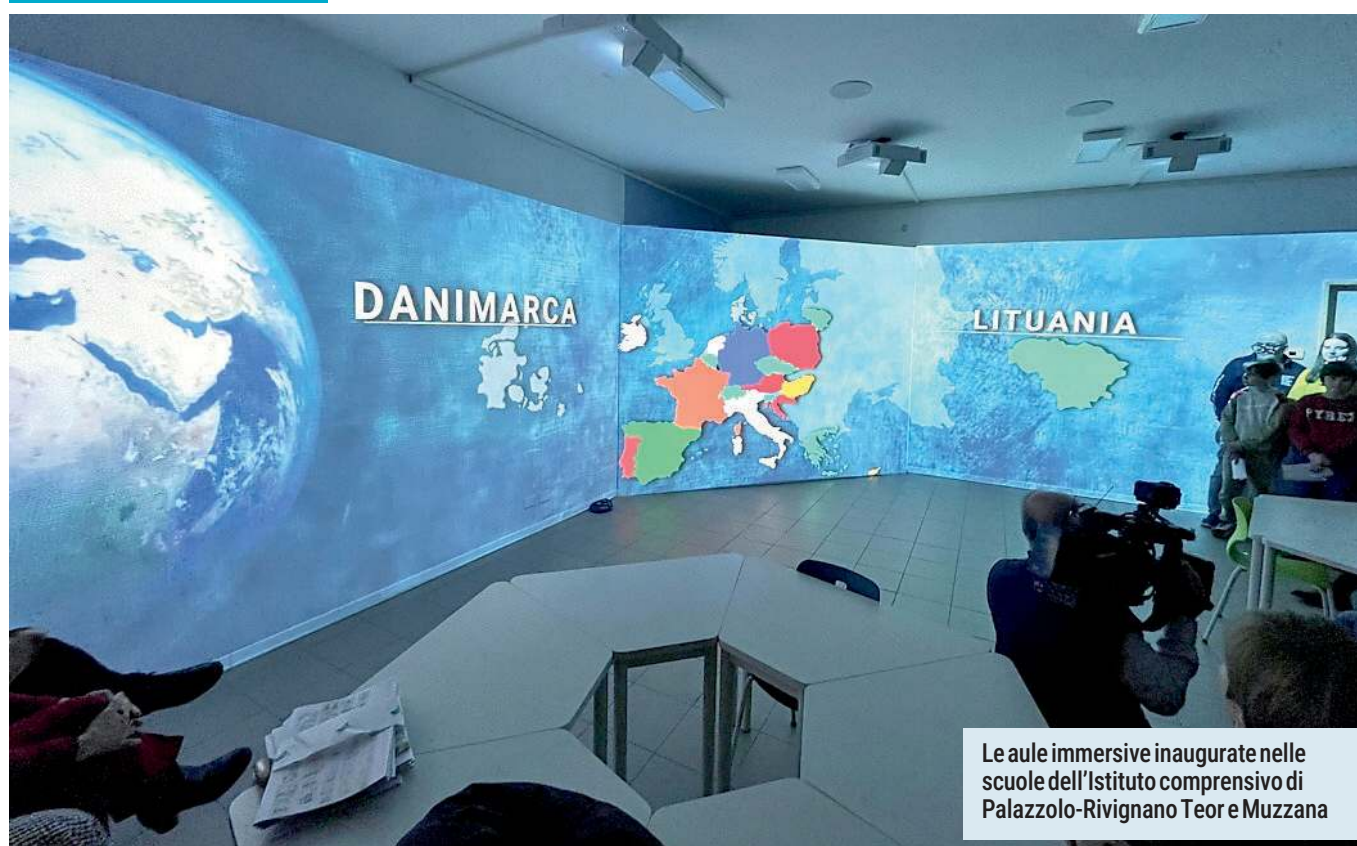 DANIMARCA
LITUANIA
Le aule immersive inaugurate nelle
scuole dell'Istituto comprensivo di
Palazzolo-Rivignano Teor e Muzzana